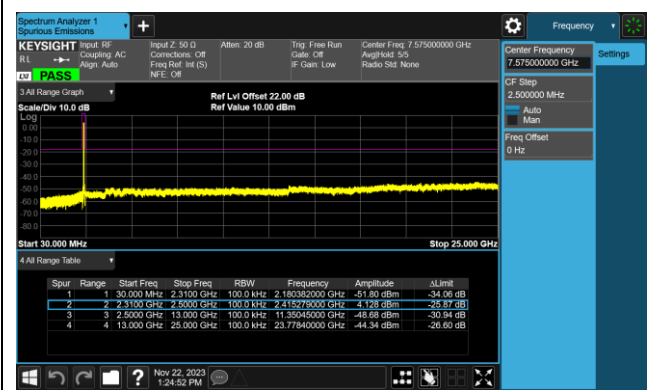 Spectrum Analyzer 1
Spurious Emissions
Frequency
KEYSIGHT Input: RF Input Z: 50 Ω Atten: 20 dB Trig: Free Run Center Freq: 7.575000000 GHz
RL Coupling: AC Corrections: Off Gate: Off Avg|Hold: 5/5
Align: Auto Freq Ref: Int (S) IF Gain: Low Radio Std: None
LXI PASS NFE: Off
Center Frequency
7.575000000 GHz
Settings
CF Step
2.500000 MHz
Auto
Man
Freq Offset
0 Hz
3 All Range Graph
Ref Lvl Offset 22.00 dB
Scale/Div 10.0 dB Ref Value 10.00 dBm
Log
0.00
-10.0
-20.0
-30.0
-40.0
-50.0
-60.0
-70.0
-80.0
Start 30.000 MHz Stop 25.000 GHz
4 All Range Table
Spur Range Start Freq Stop Freq RBW Frequency Amplitude ΔLimit
1 1 30.000 MHz 2.3100 GHz 100.0 kHz 2.180382000 GHz -51.80 dBm -34.06 dB
2 2 2.3100 GHz 2.5000 GHz 100.0 kHz 2.415279000 GHz 4.128 dBm -25.87 dB
3 3 2.5000 GHz 13.000 GHz 100.0 kHz 11.35045000 GHz -48.68 dBm -30.94 dB
4 4 13.000 GHz 25.000 GHz 100.0 kHz 23.77840000 GHz -44.34 dBm -26.60 dB
?
Nov 22, 2023
1:24:52 PM